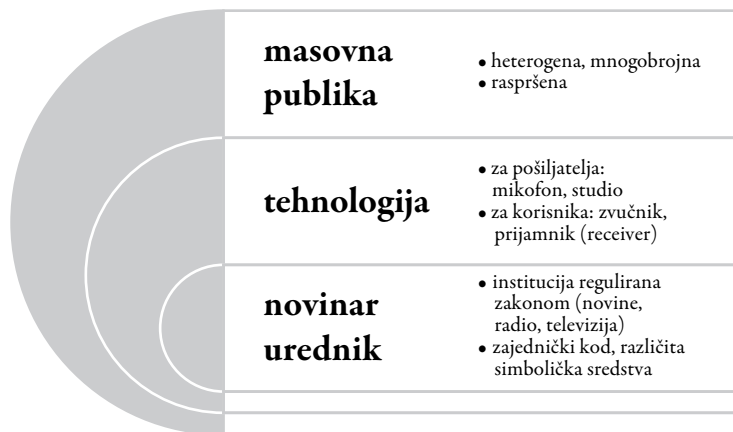 masovna
publika
• heterogena, mnogobrojna
• raspršena
tehnologija
• za pošiljatelja:
mikofon, studio
• za korisnika: zvučnik,
prijamnik (receiver)
novinar
urednik
• institucija regulirana
zakonom (novine,
radio, televizija)
• zajednički kod, različita
simbolička sredstva